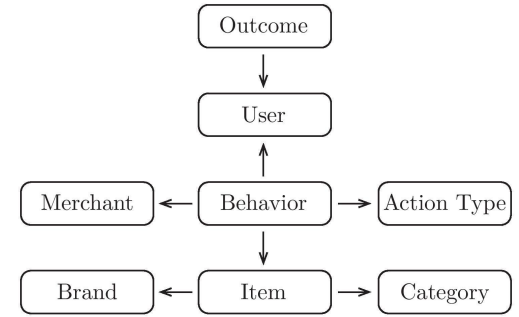 Outcome
User
Merchant
Behavior
Action Type
Brand
Item
Category